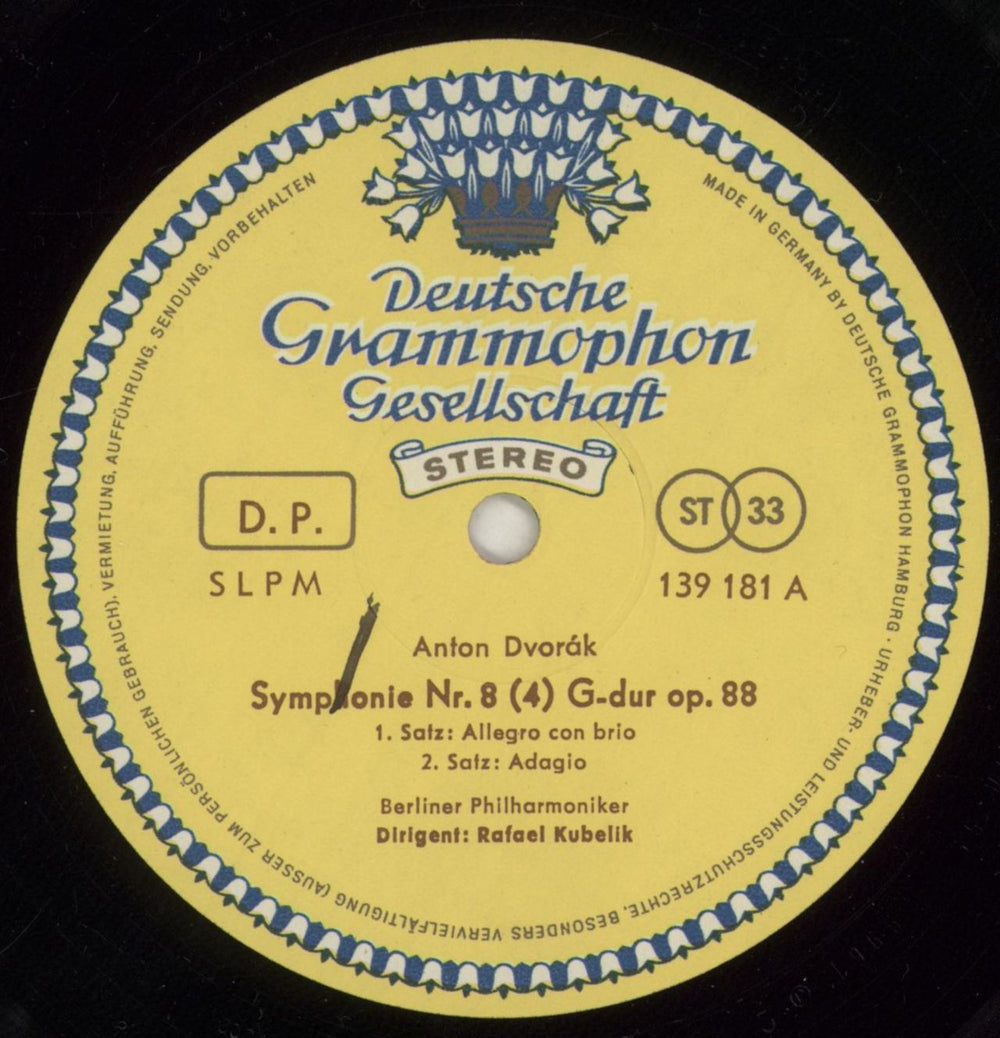 Deutsche
Grammophon
Gesellschaft
STEREO
D. P.
SLPM
ST 33
139 181 A
Anton Dvorák
Symphonie Nr. 8 (4) G-dur op. 88
1. Satz: Allegro con brio
2. Satz: Adagio
Berliner Philharmoniker
Dirigent: Rafael Kubelik
MADE IN GERMANY BY DEUTSCHE GRAMMOPHON HAMBURG · URHEBER- UND LEISTUNGSSCHUTZRECHTE, BESONDERS VERVIELFÄLTIGUNG (AUSSER ZUM PERSÖNLICHEN GEBRAUCH), VERMIETUNG, AUFFÜHRUNG, SENDUNG, VORBEHALTEN